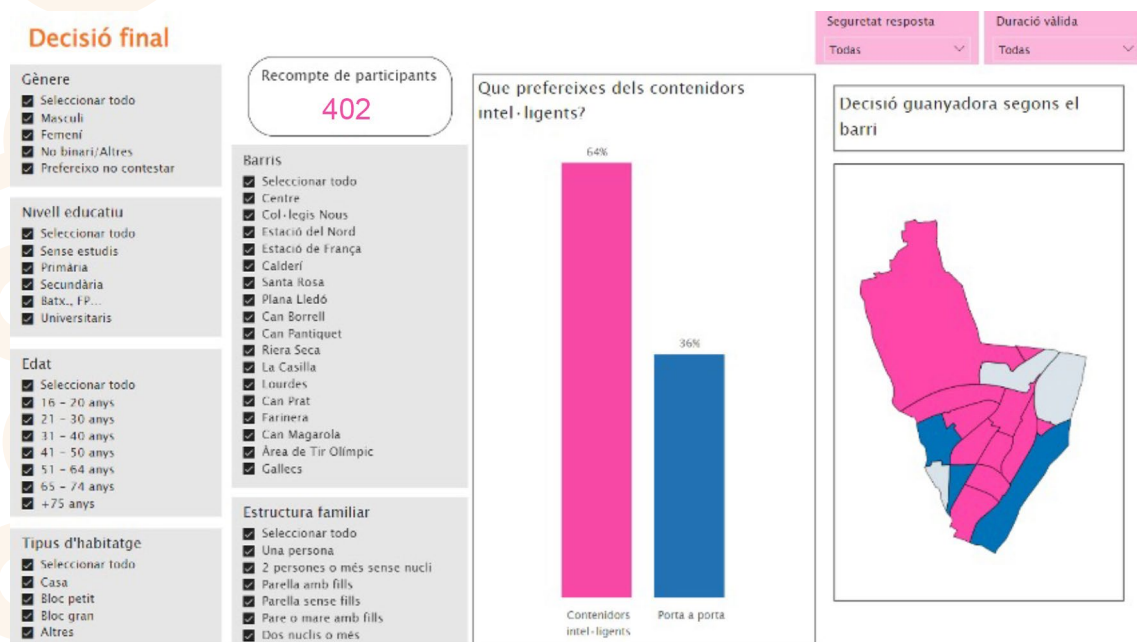 Decisió final
Gènere
Seleccionar todo
Masculí
Femení
No binari/Altres
Prefereixo no contestar
Nivell educatiu
Seleccionar todo
Sense estudis
Primària
Secundària
Batx., FP...
Universitaris
Edat
Seleccionar todo
16 - 20 anys
21 - 30 anys
31 - 40 anys
41 - 50 anys
51 - 64 anys
65 - 74 anys
+75 anys
Tipus d'habitatge
Seleccionar todo
Casa
Bloc petit
Bloc gran
Altres
Recompte de participants
402
Barris
Seleccionar todo
Centre
Col·legis Nous
Estació del Nord
Estació de França
Calderí
Santa Rosa
Plana Lledó
Can Borrell
Can Pantiquet
Riera Seca
La Casilla
Lourdes
Can Prat
Farinera
Can Magarola
Àrea de Tir Olímpic
Gallecs
Estructura familiar
Seleccionar todo
Una persona
2 persones o més sense nucli
Parella amb fills
Parella sense fills
Pare o mare amb fills
Dos nuclis o més
Que prefereixes dels contenidors
intel·ligents?
64%
36%
Contenidors
intel·ligents
Porta a porta
Seguretat resposta
Todas
Duració vàlida
Todas
Decisió guanyadora segons el
barri